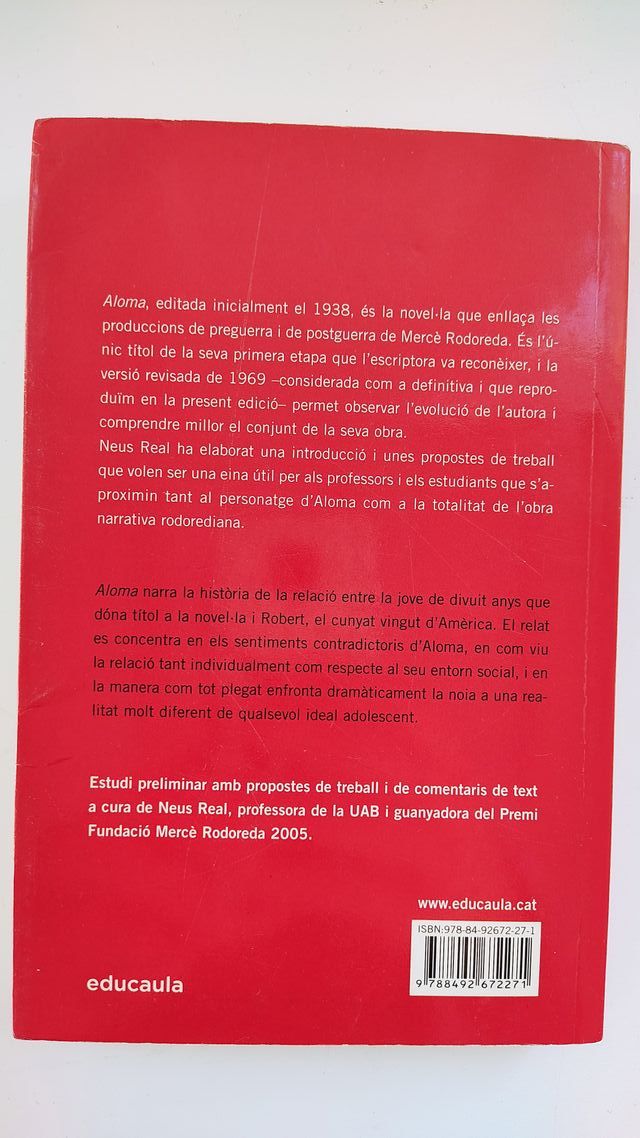 Aloma, editada inicialment el 1938, és la novel·la que enllaça les
produccions de preguerra i de postguerra de Mercè Rodoreda. És l'ú-
nic títol de la seva primera etapa que l'escriptora va reconèixer, i la
versió revisada de 1969 –considerada com a definitiva i que repro-
duïm en la present edició– permet observar l'evolució de l'autora i
comprendre millor el conjunt de la seva obra.
Neus Real ha elaborat una introducció i unes propostes de treball
que volen ser una eina útil per als professors i els estudiants que s'a-
proximin tant al personatge d'Aloma com a la totalitat de l'obra
narrativa rodorediana.
Aloma narra la història de la relació entre la jove de divuit anys que
dóna títol a la novel·la i Robert, el cunyat vingut d'Amèrica. El relat
es concentra en els sentiments contradictoris d'Aloma, en com viu
la relació tant individualment com respecte al seu entorn social, i en
la manera com tot plegat enfronta dramàticament la noia a una rea-
litat molt diferent de qualsevol ideal adolescent.
Estudi preliminar amb propostes de treball i de comentaris de text
a cura de Neus Real, professora de la UAB i guanyadora del Premi
Fundació Mercè Rodoreda 2005.
www.educaula.cat
ISBN:978-84-92672-27-1
9 788492 672271
educaula